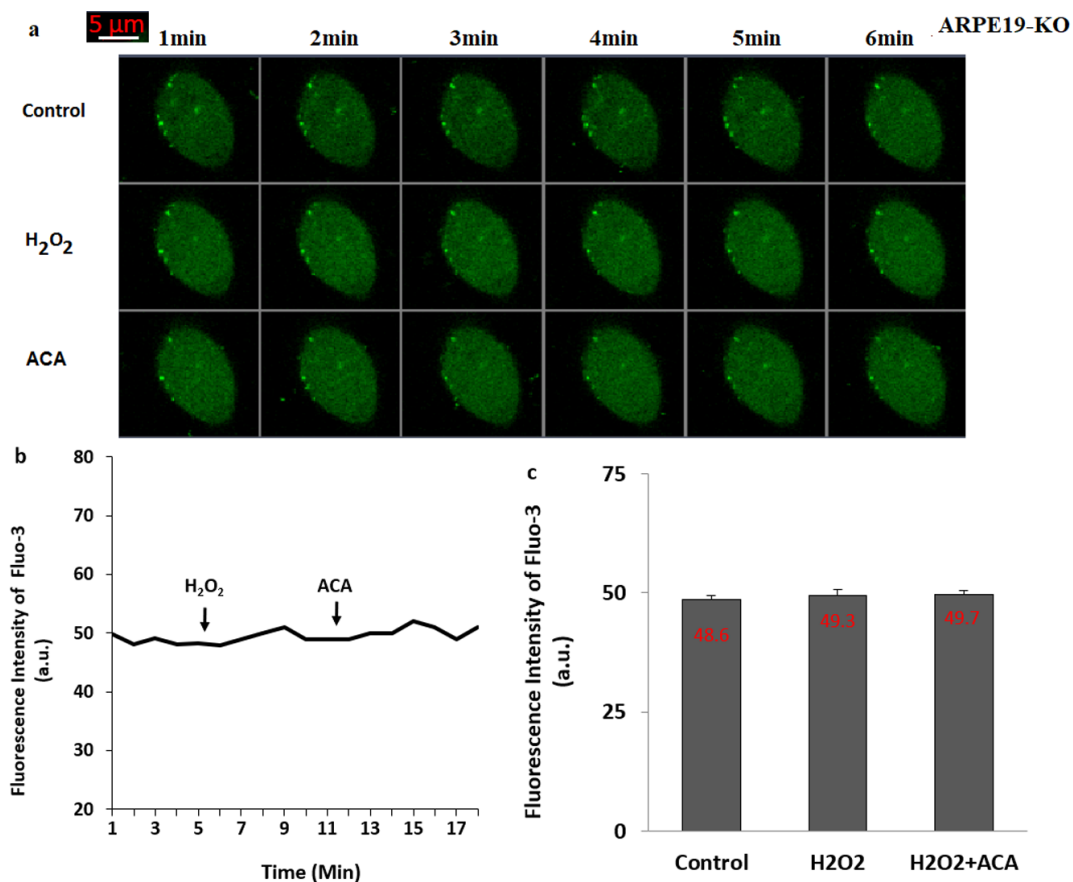 a
5 μm
ARPE19-KO
1min 2min 3min 4min 5min 6min
Control
H₂O₂
ACA
b
80
70
60
50
40
30
20
Fluorescence Intensity of Fluo-3
(a.u.)
H₂O₂
ACA
1 3 5 7 9 11 13 15 17
Time (Min)
c
75
50
25
0
Fluorescence Intensity of Fluo-3
(a.u.)
48.6
49.3
49.7
Control H2O2 H2O2+ACA